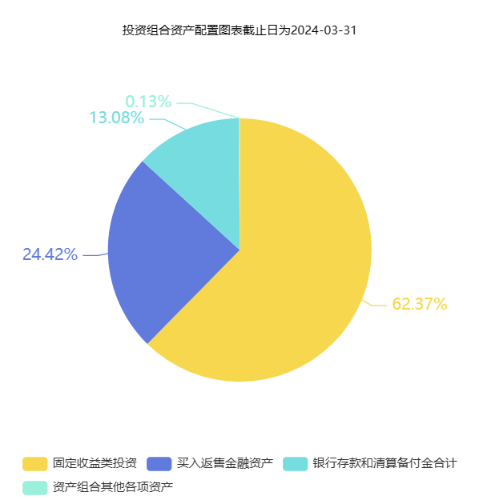 投资组合资产配置图表截止日为2024-03-31
0.13%
13.08%
24.42%
62.37%
固定收益类投资 买入返售金融资产 银行存款和清算备付金合计
资产组合其他各项资产